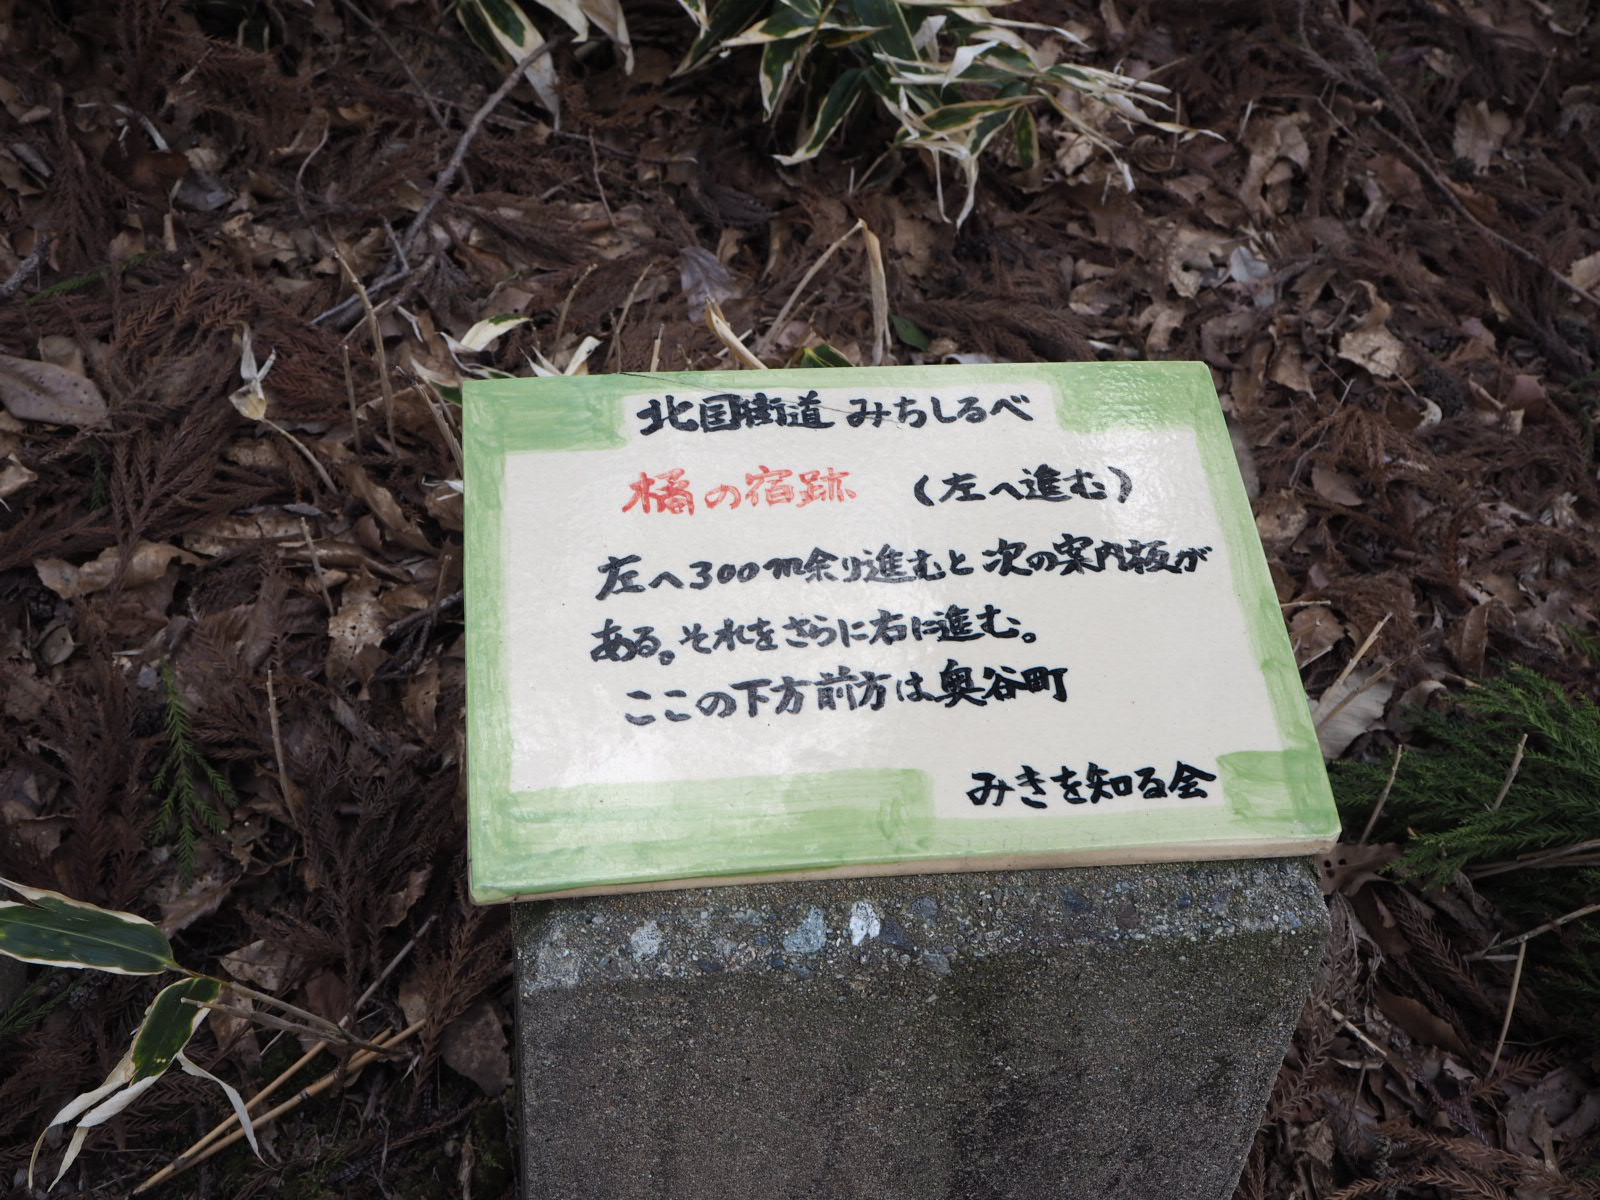 北国街道 みちしるべ
橘の宿跡 (左へ進む)
左へ300m余り進むと次の案内板が
ある。それをさらに右に進む。
ここの下方前方は奥谷町
みきを知る会